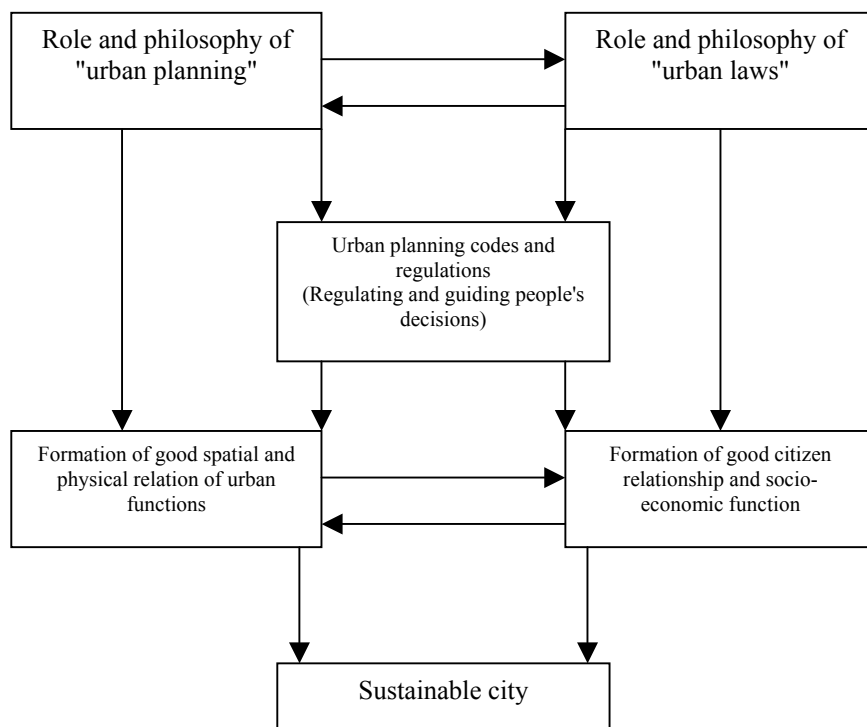 Role and philosophy of
"urban planning"
Role and philosophy of
"urban laws"
Urban planning codes and
regulations
(Regulating and guiding people's
decisions)
Formation of good spatial and
physical relation of urban
functions
Formation of good citizen
relationship and socio-
economic function
Sustainable city